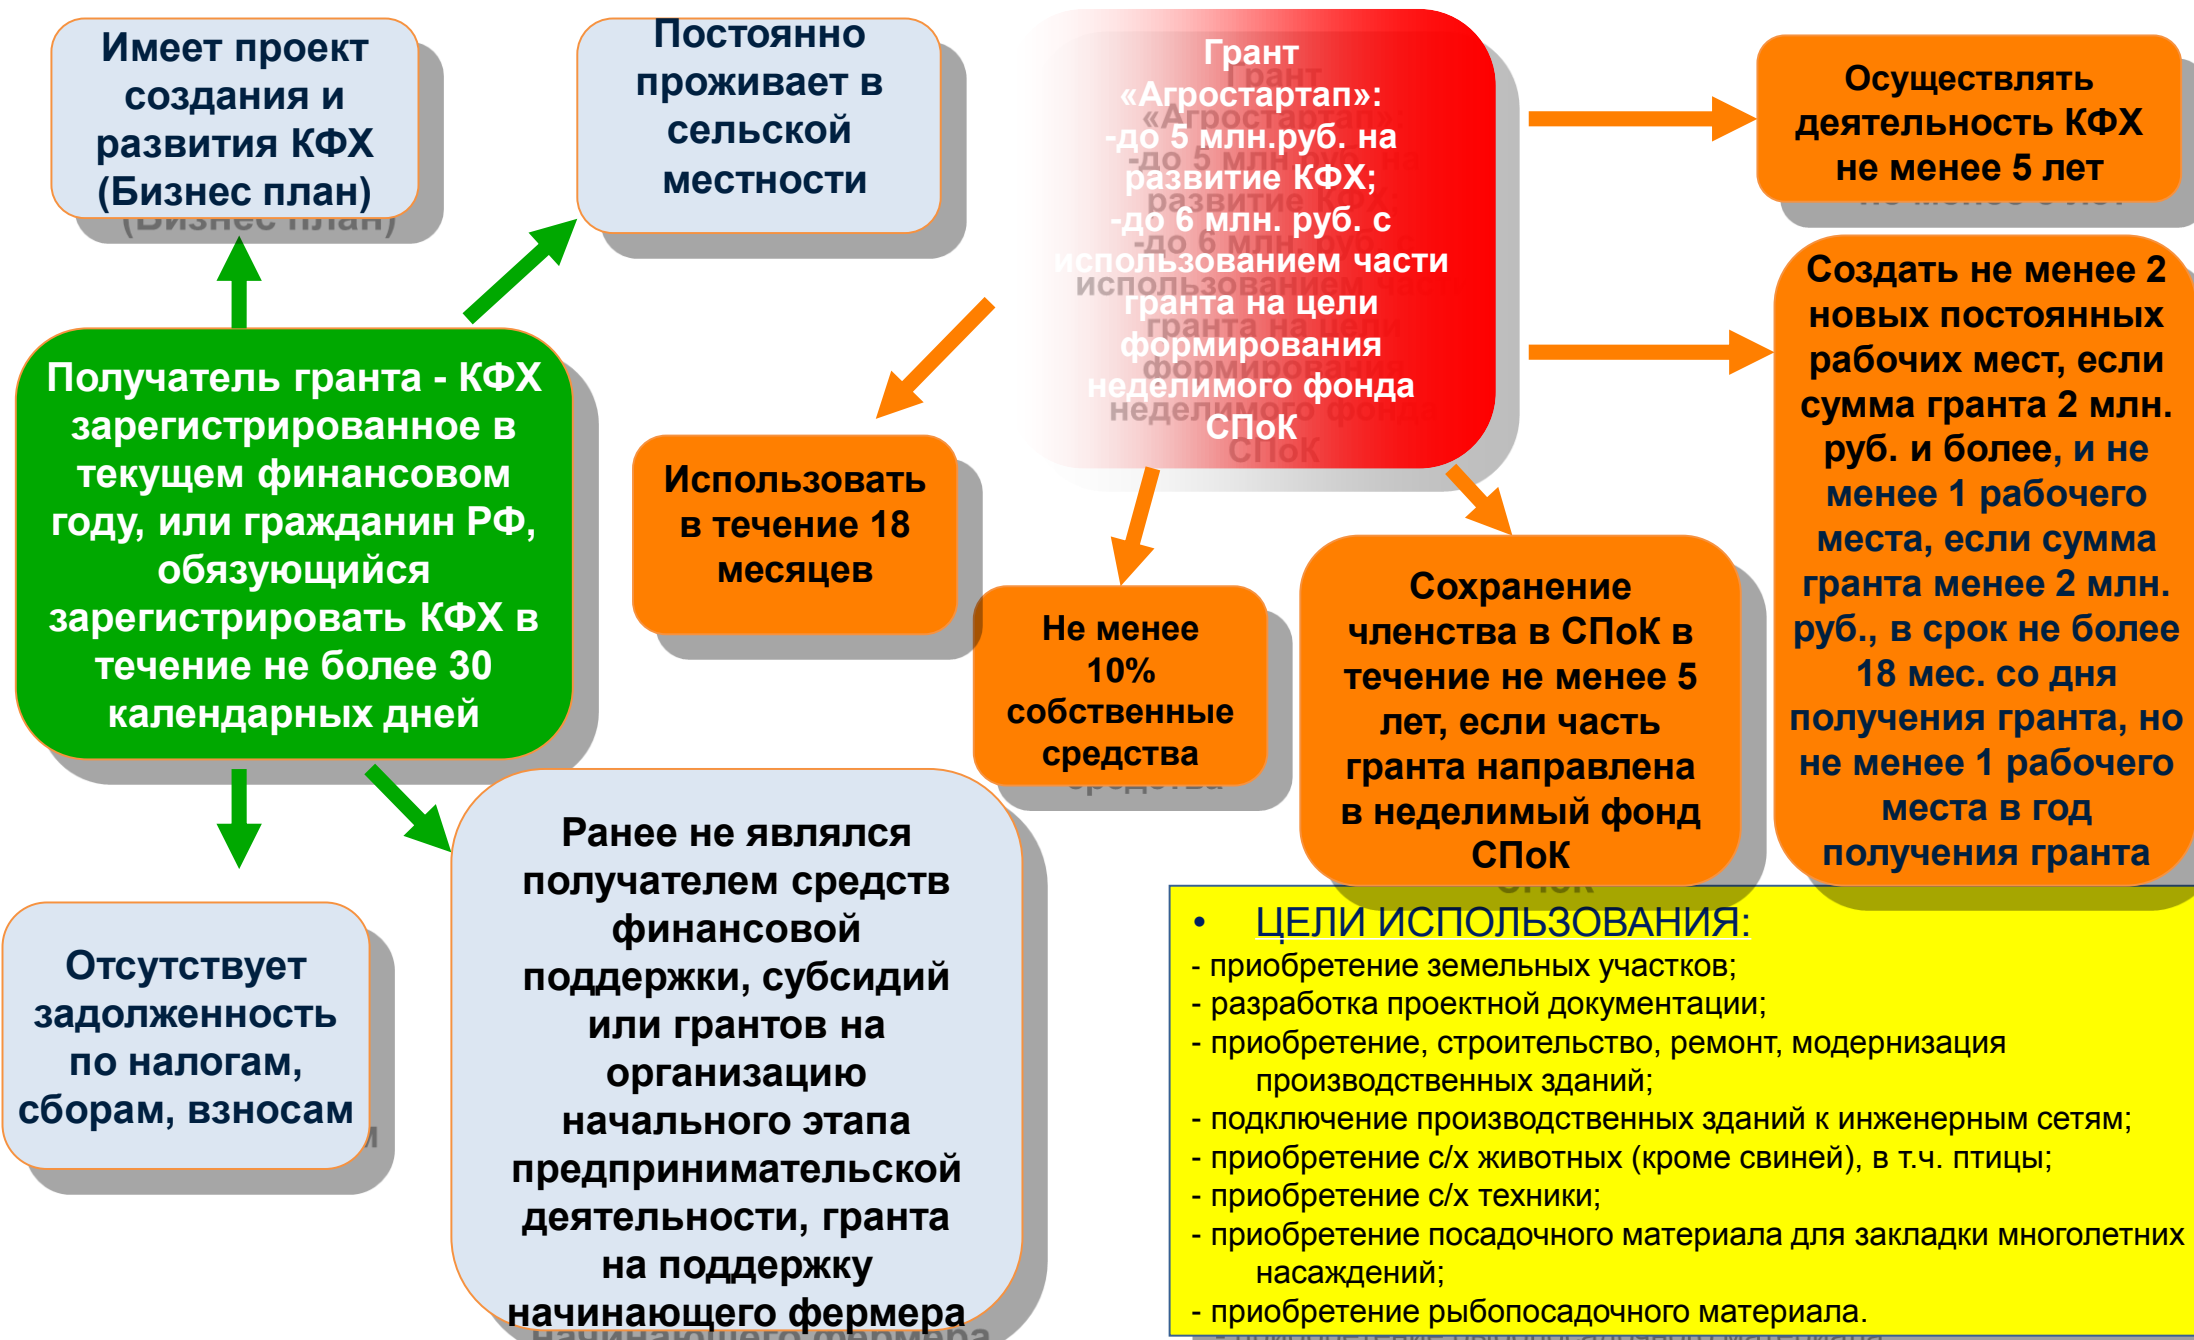 Имеет проект
создания и
развития КФХ
(Бизнес план)
Постоянно
проживает в
сельской
местности
Грант
«Агростартап»:
-до 5 млн.руб. на
развитие КФХ;
-до 6 млн. руб. с
использованием части
гранта на цели
формирования
неделимого фонда
СПоК
Осуществлять
деятельность КФХ
не менее 5 лет
Получатель гранта - КФХ
зарегистрированное в
текущем финансовом
году, или гражданин РФ,
обязующийся
зарегистрировать КФХ в
течение не более 30
календарных дней
Использовать
в течение 18
месяцев
Не менее
10%
собственные
средства
Сохранение
членства в СПоК в
течение не менее 5
лет, если часть
гранта направлена
в неделимый фонд
СПоК
Создать не менее 2
новых постоянных
рабочих мест, если
сумма гранта 2 млн.
руб. и более, и не
менее 1 рабочего
места, если сумма
гранта менее 2 млн.
руб., в срок не более
18 мес. со дня
получения гранта, но
не менее 1 рабочего
места в год
получения гранта
Отсутствует
задолженность
по налогам,
сборам, взносам
Ранее не являлся
получателем средств
финансовой
поддержки, субсидий
или грантов на
организацию
начального этапа
предпринимательской
деятельности, гранта
на поддержку
начинающего фермера
• ЦЕЛИ ИСПОЛЬЗОВАНИЯ:
- приобретение земельных участков;
- разработка проектной документации;
- приобретение, строительство, ремонт, модернизация
производственных зданий;
- подключение производственных зданий к инженерным сетям;
- приобретение с/х животных (кроме свиней), в т.ч. птицы;
- приобретение с/х техники;
- приобретение посадочного материала для закладки многолетних
насаждений;
- приобретение рыбопосадочного материала.